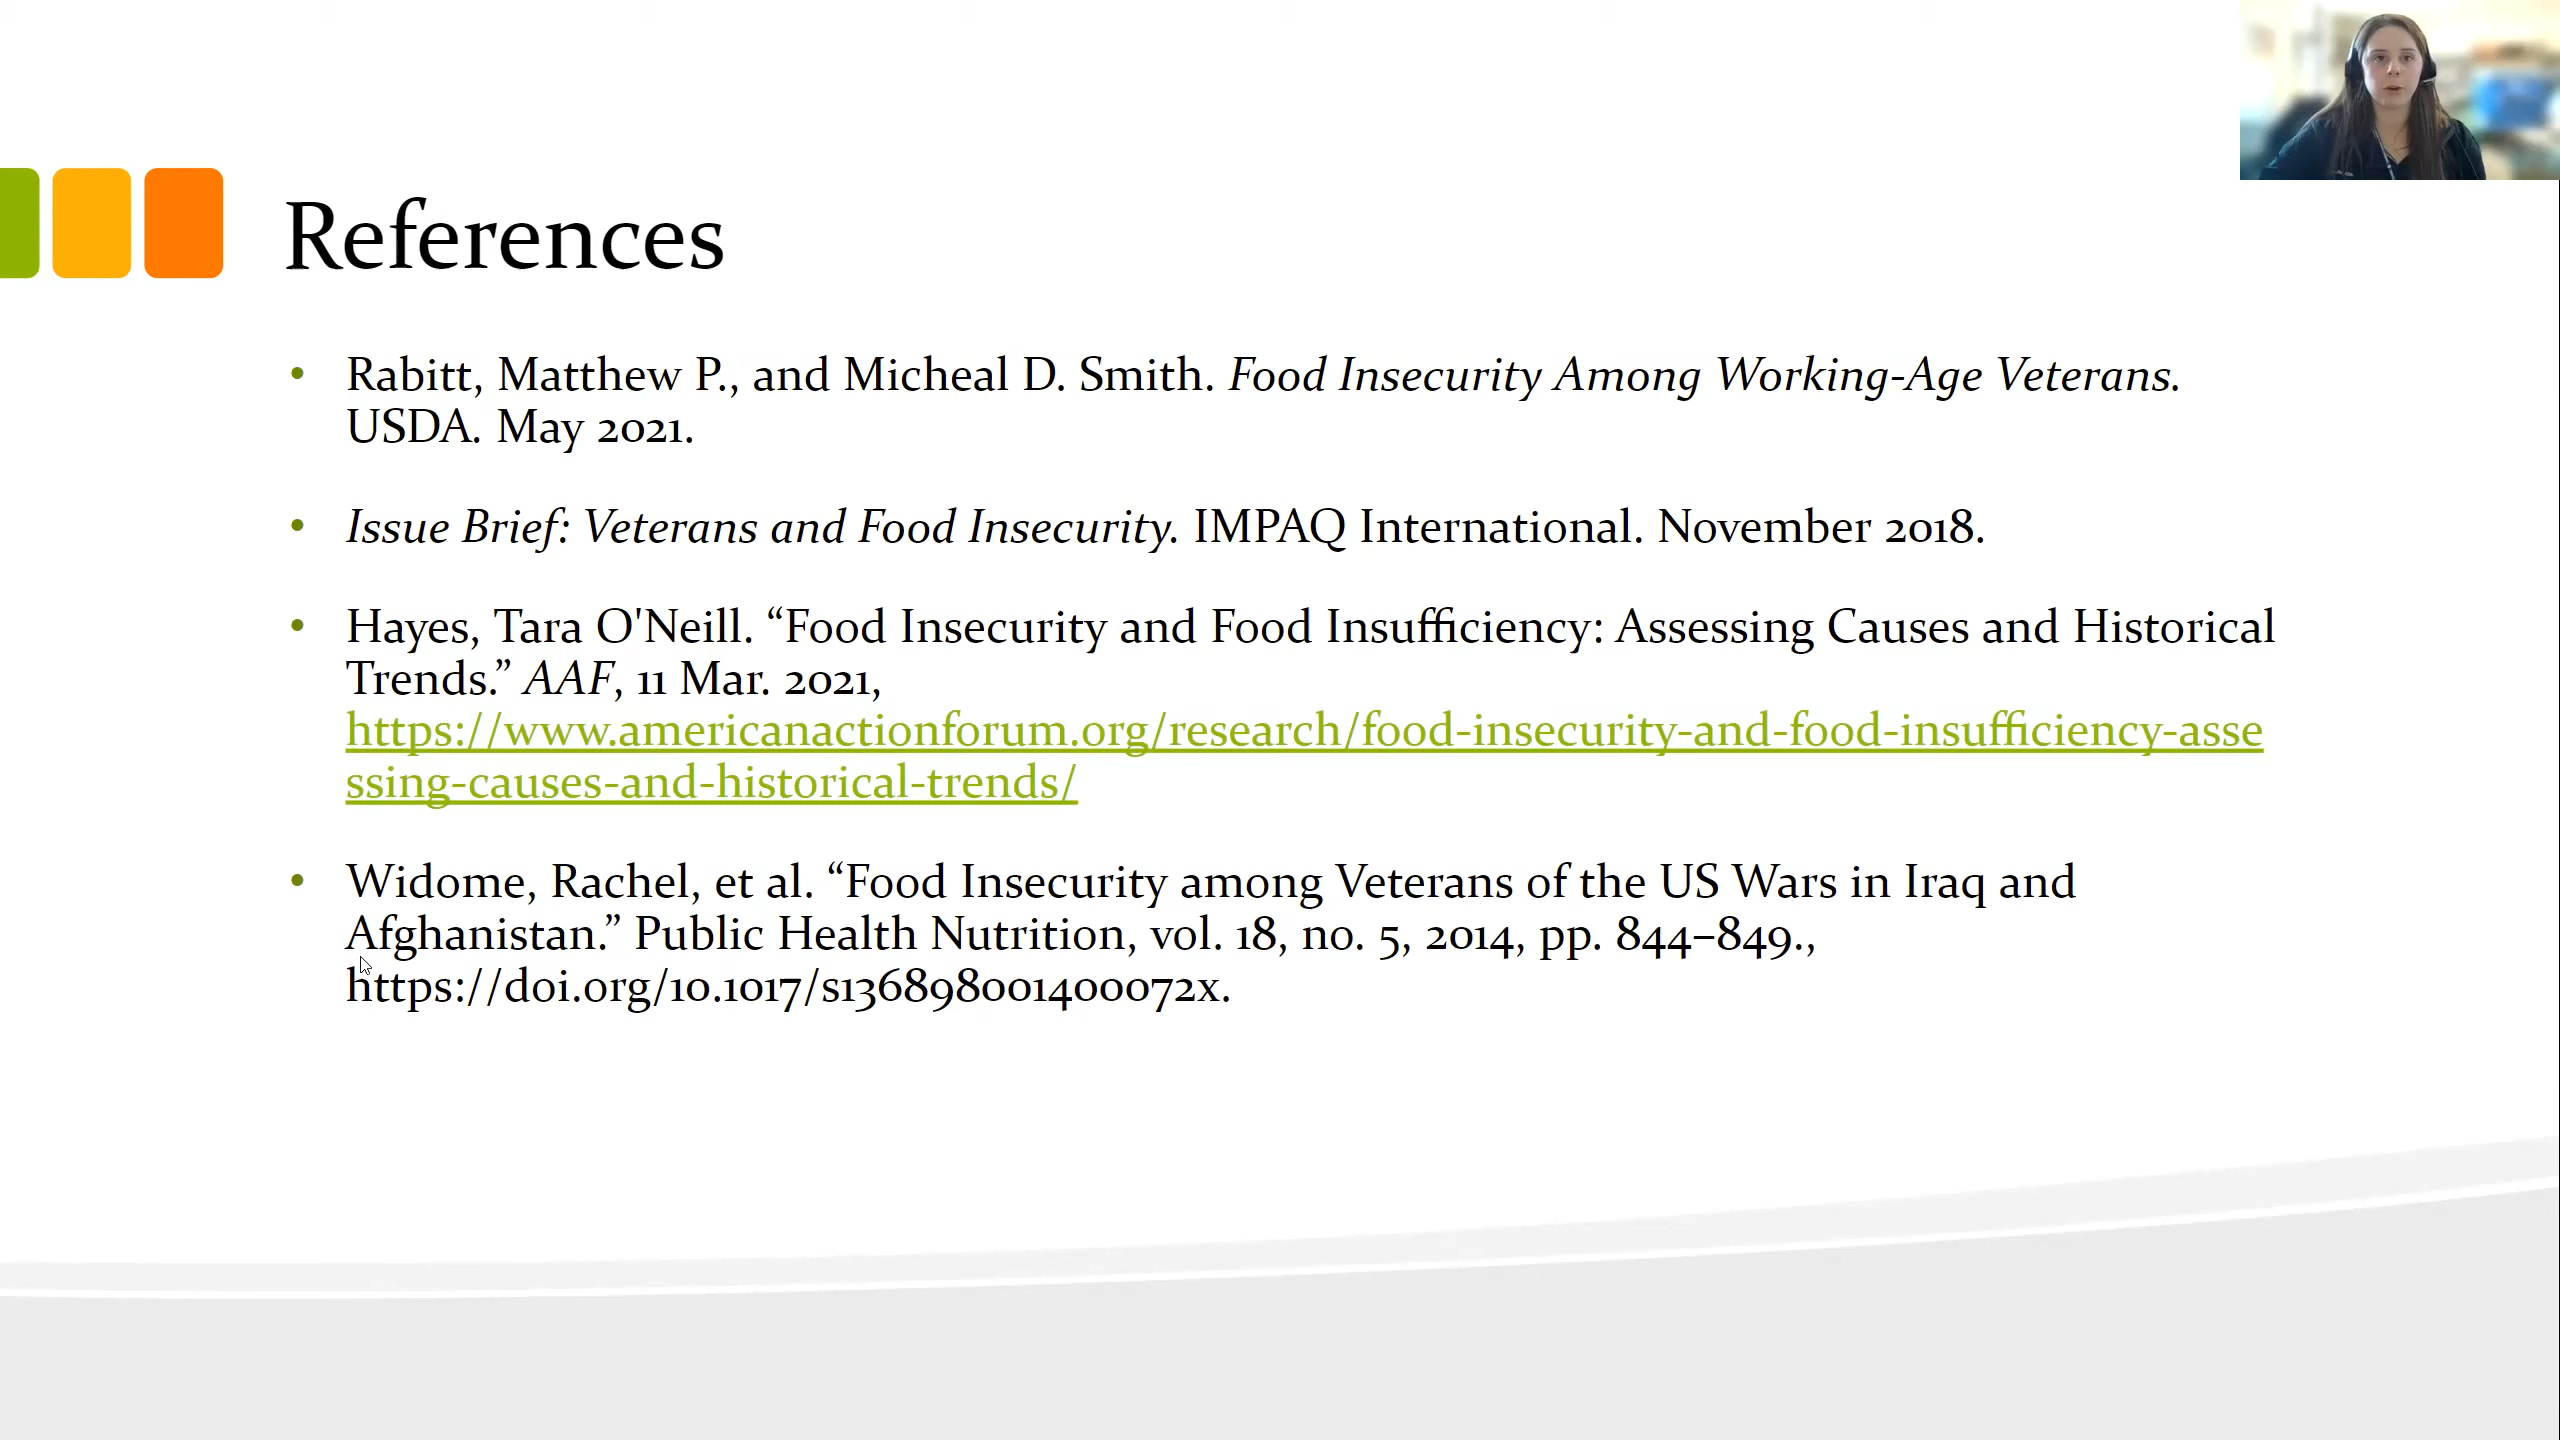 References
• Rabitt, Matthew P., and Micheal D. Smith. Food Insecurity Among Working-Age Veterans.
USDA. May 2021.
• Issue Brief: Veterans and Food Insecurity. IMPAQ International. November 2018.
• Hayes, Tara O'Neill. “Food Insecurity and Food Insufficiency: Assessing Causes and Historical
Trends.” AAF, 11 Mar. 2021,
https://www.americanactionforum.org/research/food-insecurity-and-food-insufficiency-asse
ssing-causes-and-historical-trends/
• Widome, Rachel, et al. “Food Insecurity among Veterans of the US Wars in Iraq and
Afghanistan.” Public Health Nutrition, vol. 18, no. 5, 2014, pp. 844–849.,
https://doi.org/10.1017/s136898001400072x.